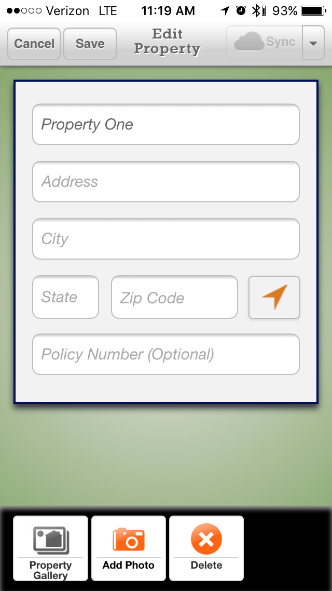 Verizon LTE 11:19 AM 93%
Cancel Save Edit Sync
Property
Property One
Address
City
State Zip Code
Policy Number (Optional)
Property Add Photo Delete
Gallery